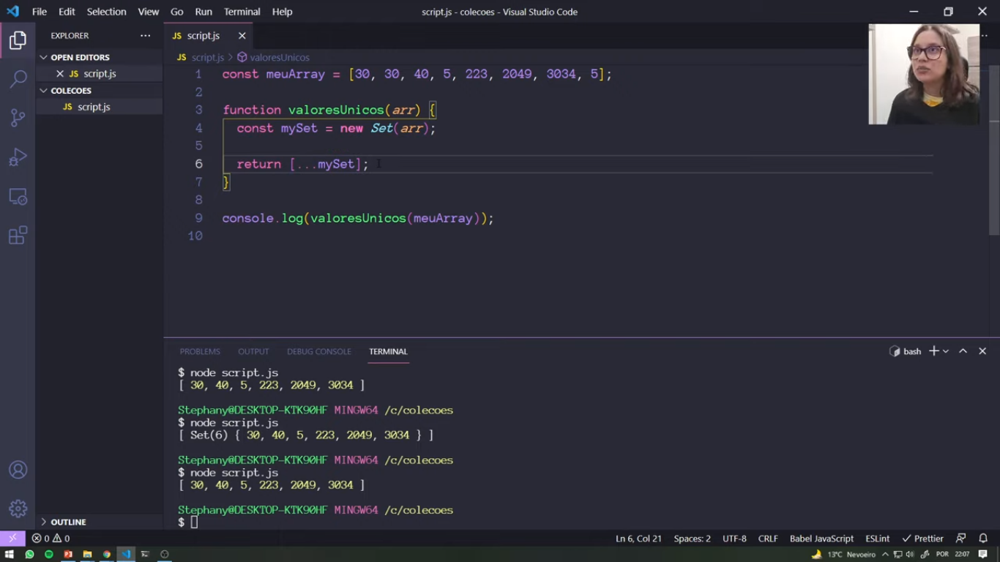 File Edit Selection View Go Run Terminal Help script.js - colecoes - Visual Studio Code
EXPLORER ···
OPEN EDITORS
JS script.js
COLECOES
JS script.js
OUTLINE
JS script.js
JS script.js > valoresUnicos
1 const meuArray = [30, 30, 40, 5, 223, 2049, 3034, 5];
2
3 function valoresUnicos(arr) {
4 const mySet = new Set(arr);
5
6 return [...mySet];
7 }
8
9 console.log(valoresUnicos(meuArray));
10
PROBLEMS OUTPUT DEBUG CONSOLE TERMINAL bash
$ node script.js
[ 30, 40, 5, 223, 2049, 3034 ]
Stephany@DESKTOP-KTK90HF MINGW64 /c/colecoes
$ node script.js
[ Set(6) { 30, 40, 5, 223, 2049, 3034 } ]
Stephany@DESKTOP-KTK90HF MINGW64 /c/colecoes
$ node script.js
[ 30, 40, 5, 223, 2049, 3034 ]
Stephany@DESKTOP-KTK90HF MINGW64 /c/colecoes
$
0 0 Ln 6, Col 21 Spaces: 2 UTF-8 CRLF Babel JavaScript ESLint Prettier
13°C Nevoeiro POR 22:07